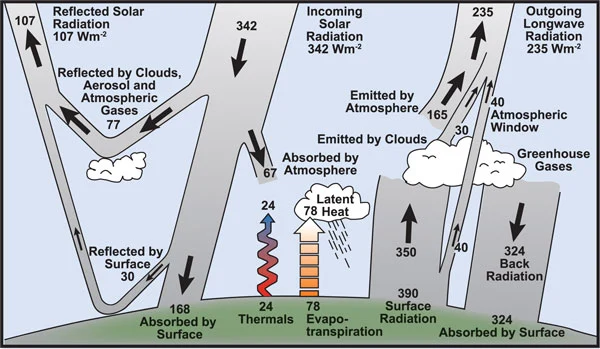 107
Reflected Solar
Radiation
107 Wm-2
342
Incoming
Solar
Radiation
342 Wm-2
235
Outgoing
Longwave
Radiation
235 Wm-2
Reflected by Clouds,
Aerosol and
Atmospheric
Gases
77
Emitted by
Atmosphere
165
40
Atmospheric
Window
Emitted by Clouds
30
Greenhouse
Gases
Absorbed by
Atmosphere
67
24
Latent
78 Heat
Reflected by
Surface
30
350
40
324
Back
Radiation
168
Absorbed by
Surface
24
Thermals
78
Evapo-
transpiration
390
Surface
Radiation
324
Absorbed by Surface